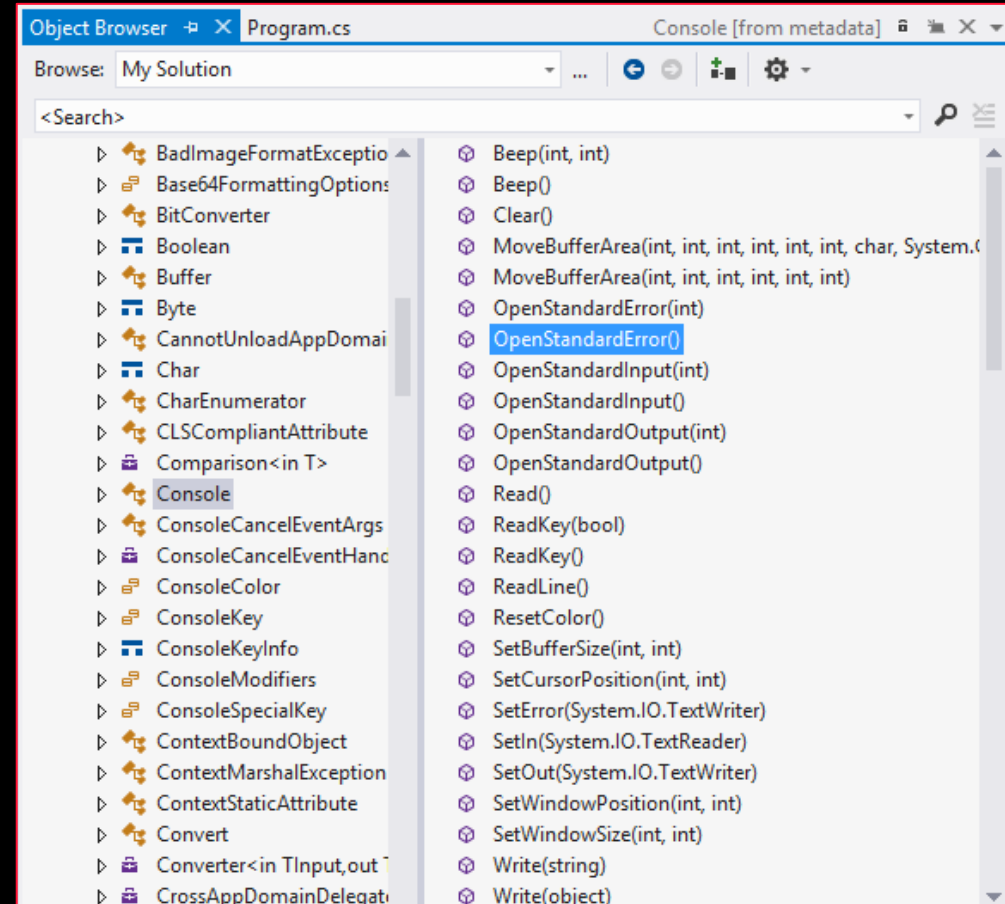 Object Browser Program.cs Console [from metadata]
Browse: My Solution ...
<Search>
BadImageFormatExceptio
Base64FormattingOptions
BitConverter
Boolean
Buffer
Byte
CannotUnloadAppDomai
Char
CharEnumerator
CLSCompliantAttribute
Comparison<in T>
Console
ConsoleCancelEventArgs
ConsoleCancelEventHand
ConsoleColor
ConsoleKey
ConsoleKeyInfo
ConsoleModifiers
ConsoleSpecialKey
ContextBoundObject
ContextMarshalException
ContextStaticAttribute
Convert
Converter<in TInput,out T
CrossAppDomainDelegat
Beep(int, int)
Beep()
Clear()
MoveBufferArea(int, int, int, int, int, int, char, System.C
MoveBufferArea(int, int, int, int, int, int)
OpenStandardError(int)
OpenStandardError()
OpenStandardInput(int)
OpenStandardInput()
OpenStandardOutput(int)
OpenStandardOutput()
Read()
ReadKey(bool)
ReadKey()
ReadLine()
ResetColor()
SetBufferSize(int, int)
SetCursorPosition(int, int)
SetError(System.IO.TextWriter)
SetIn(System.IO.TextReader)
SetOut(System.IO.TextWriter)
SetWindowPosition(int, int)
SetWindowSize(int, int)
Write(string)
Write(object)